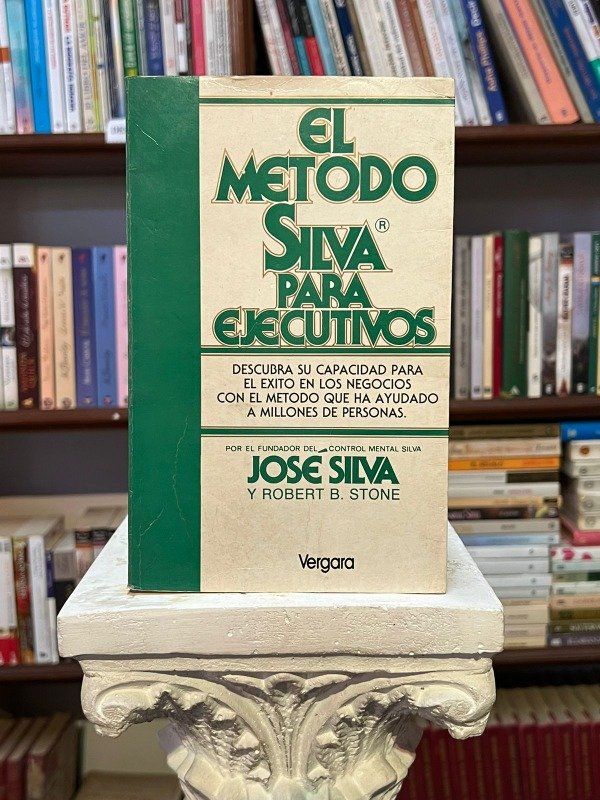 EL
METODO
SILVA®
PARA
EJECUTIVOS
DESCUBRA SU CAPACIDAD PARA
EL EXITO EN LOS NEGOCIOS
CON EL METODO QUE HA AYUDADO
A MILLONES DE PERSONAS.
POR EL FUNDADOR DEL CONTROL MENTAL SILVA
JOSÉ SILVA
Y ROBERT B. STONE
Vergara